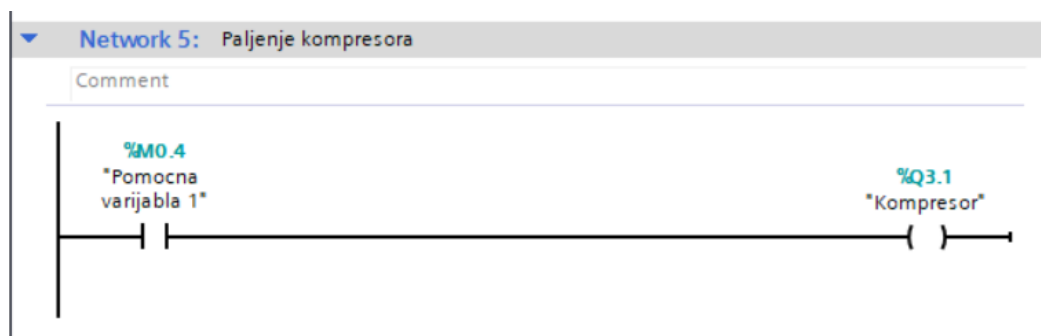 Network 5: Paljenje kompresora
Comment
%M0.4
"Pomocna
varijabla 1"
%Q3.1
"Kompresor"